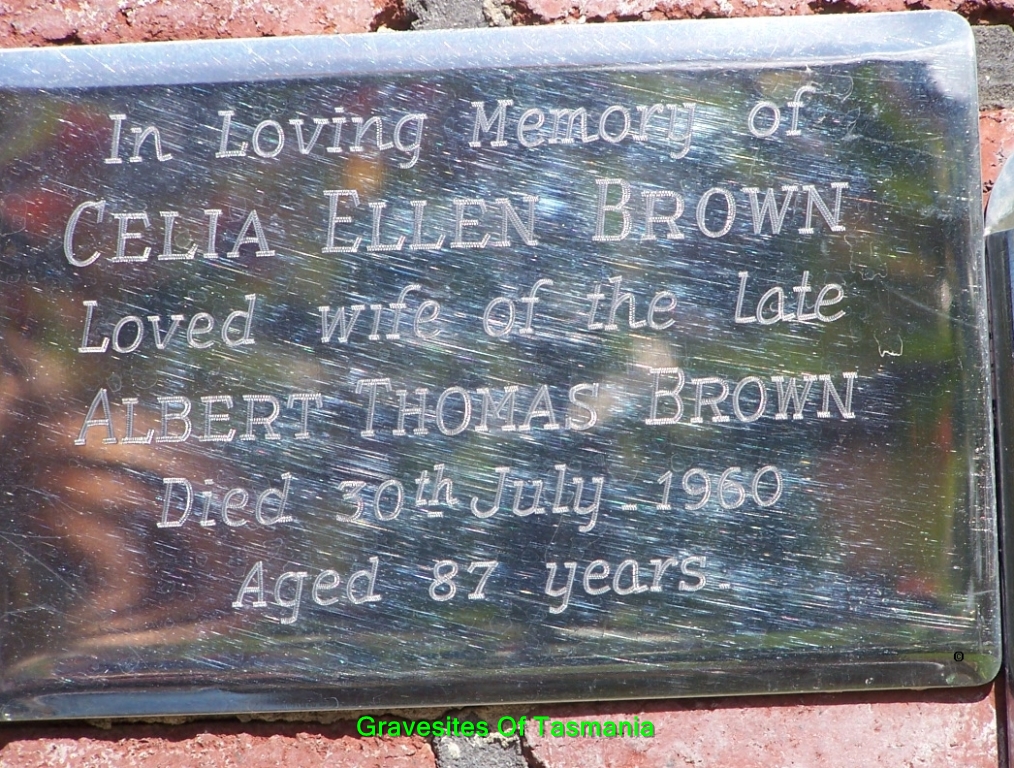 In Loving Memory of
CELIA ELLEN BROWN
Loved wife of the late
ALBERT THOMAS BROWN
Died 30th July 1960
Aged 87 years.
©
Gravesites Of Tasmania